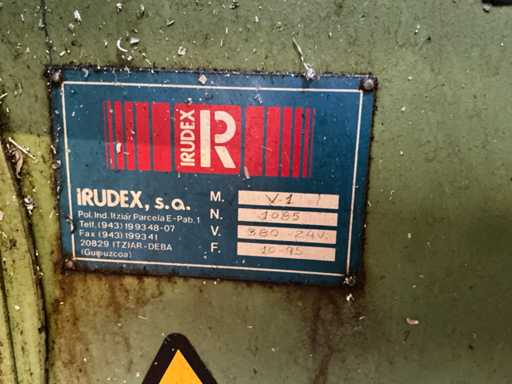 IRUDEX R
iRUDEX, s.a.
Pol. Ind. Itziar Parcela E-Pab. 1
Telf. (943) 199348-07
Fax (943) 199341
20829 ITZIAR-DEBA
(Guipuzcoa)
M. V-1
N. 1085
V. 380-24V.
F. 10-95